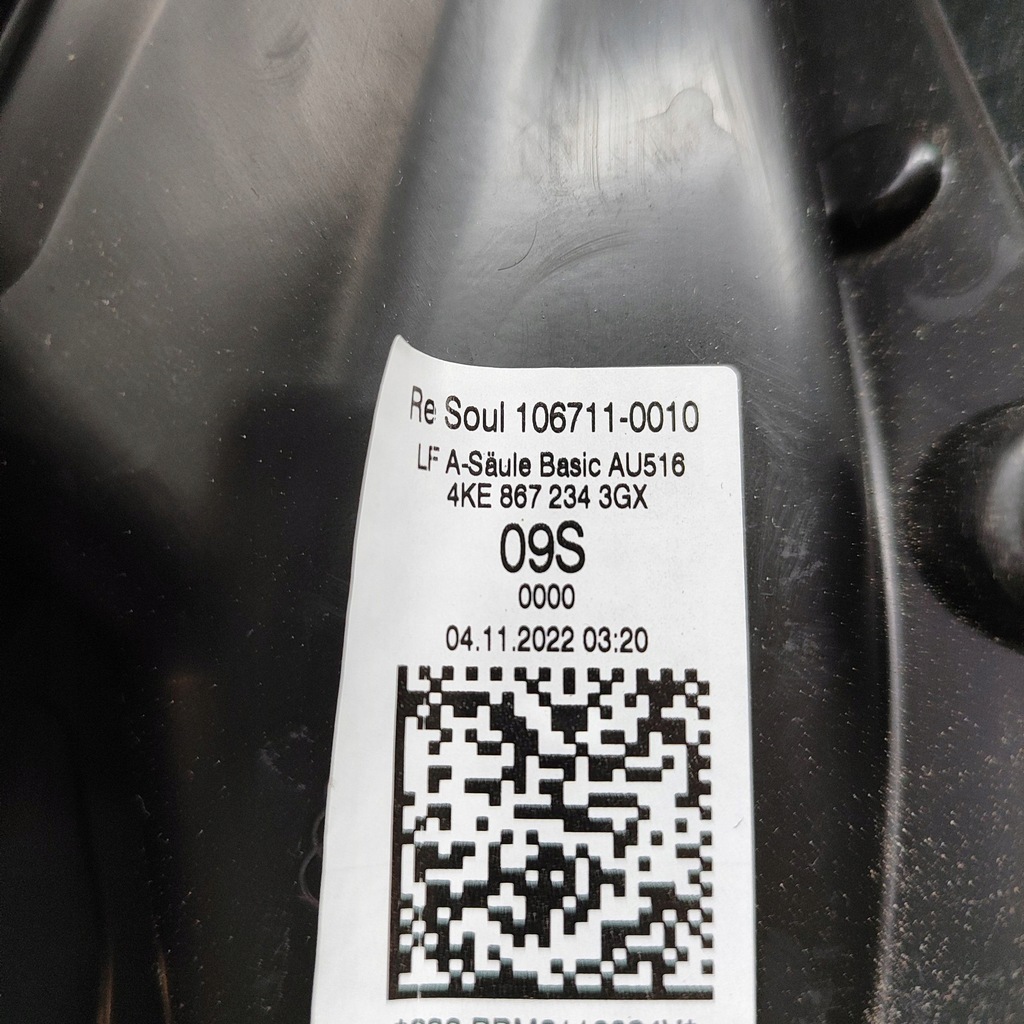 Re Soul 106711-0010
LF A-Säule Basic AU516
4KE 867 234 3GX
09S
0000
04.11.2022 03:20